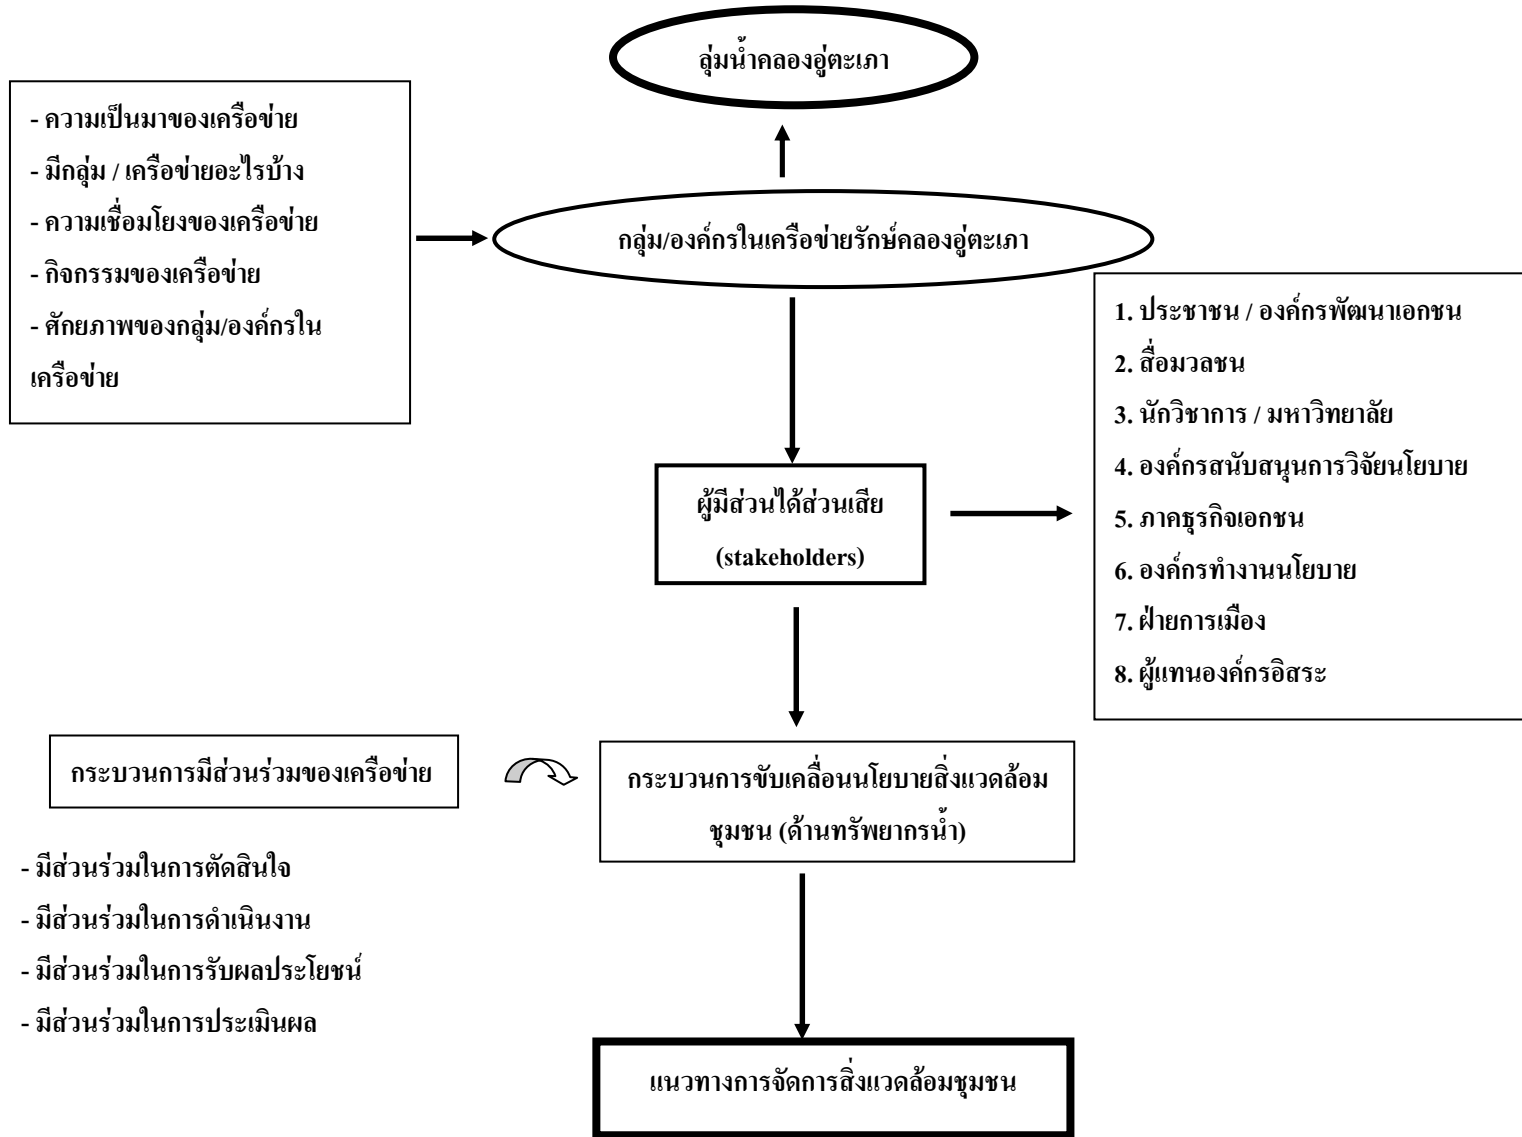 ลุ่มน้ำคลองอู่ตะเภา
- ความเป็นมาของเครือข่าย
- มีกลุ่ม / เครือข่ายอะไรบ้าง
- ความเชื่อมโยงของเครือข่าย
- กิจกรรมของเครือข่าย
- ศักยภาพของกลุ่ม/องค์กรใน
เครือข่าย
กลุ่ม/องค์กรในเครือข่ายรักษ์คลองอู่ตะเภา
ผู้มีส่วนได้ส่วนเสีย
(stakeholders)
1. ประชาชน / องค์กรพัฒนาเอกชน
2. สื่อมวลชน
3. นักวิชาการ / มหาวิทยาลัย
4. องค์กรสนับสนุนการวิจัยนโยบาย
5. ภาคธุรกิจเอกชน
6. องค์กรทำงานนโยบาย
7. ฝ่ายการเมือง
8. ผู้แทนองค์กรอิสระ
กระบวนการมีส่วนร่วมของเครือข่าย
- มีส่วนร่วมในการตัดสินใจ
- มีส่วนร่วมในการดำเนินงาน
- มีส่วนร่วมในการรับผลประโยชน์
- มีส่วนร่วมในการประเมินผล
กระบวนการขับเคลื่อนนโยบายสิ่งแวดล้อม
ชุมชน (ด้านทรัพยากรน้ำ)
แนวทางการจัดการสิ่งแวดล้อมชุมชน